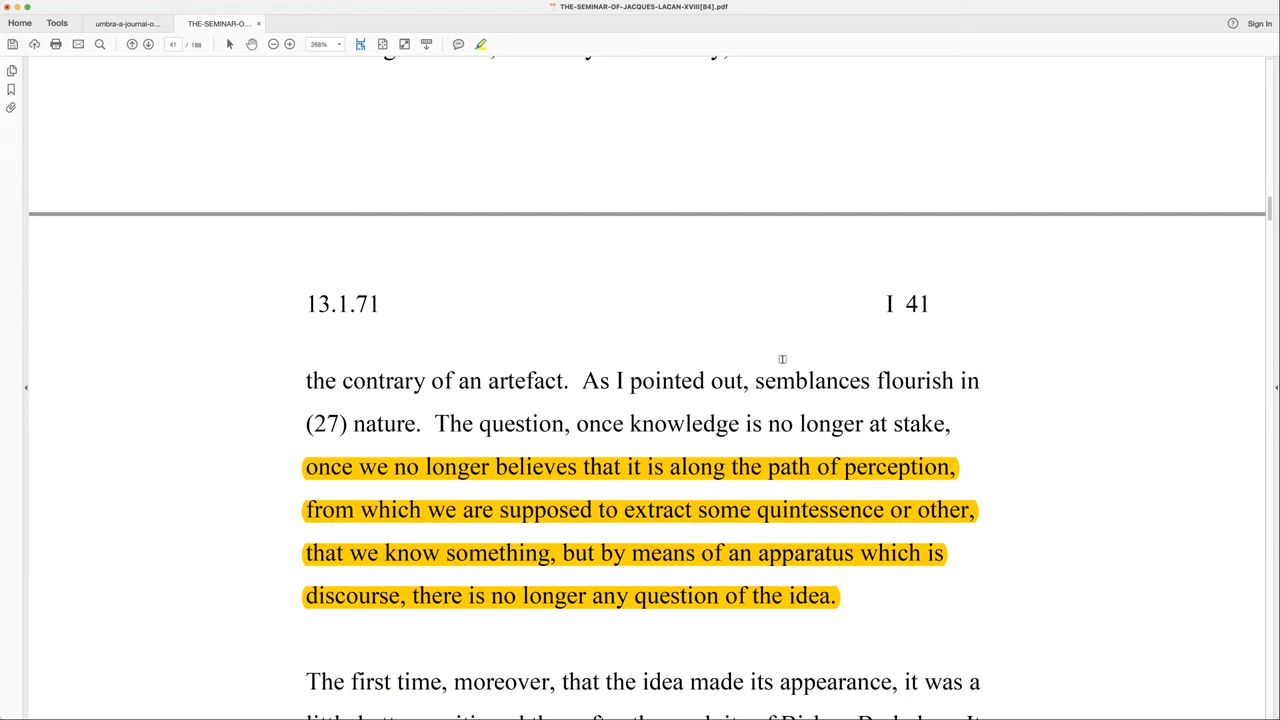 THE-SEMINAR-OF-JACQUES-LACAN-XVIII[84].pdf
Home Tools umbra-a-journal-o... THE-SEMINAR-O... × Sign In
41 / 188 268%
13.1.71 I 41
the contrary of an artefact. As I pointed out, semblances flourish in
(27) nature. The question, once knowledge is no longer at stake,
once we no longer believes that it is along the path of perception,
from which we are supposed to extract some quintessence or other,
that we know something, but by means of an apparatus which is
discourse, there is no longer any question of the idea.
The first time, moreover, that the idea made its appearance, it was a